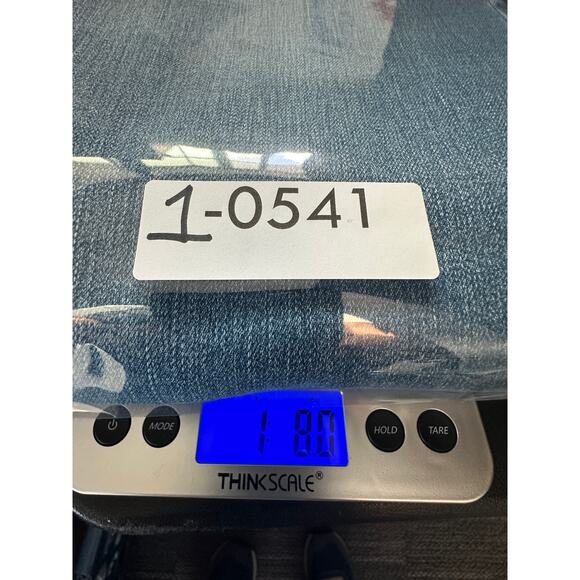 1-0541
1 8.0
MODE
HOLD
TARE
THINKSCALE®